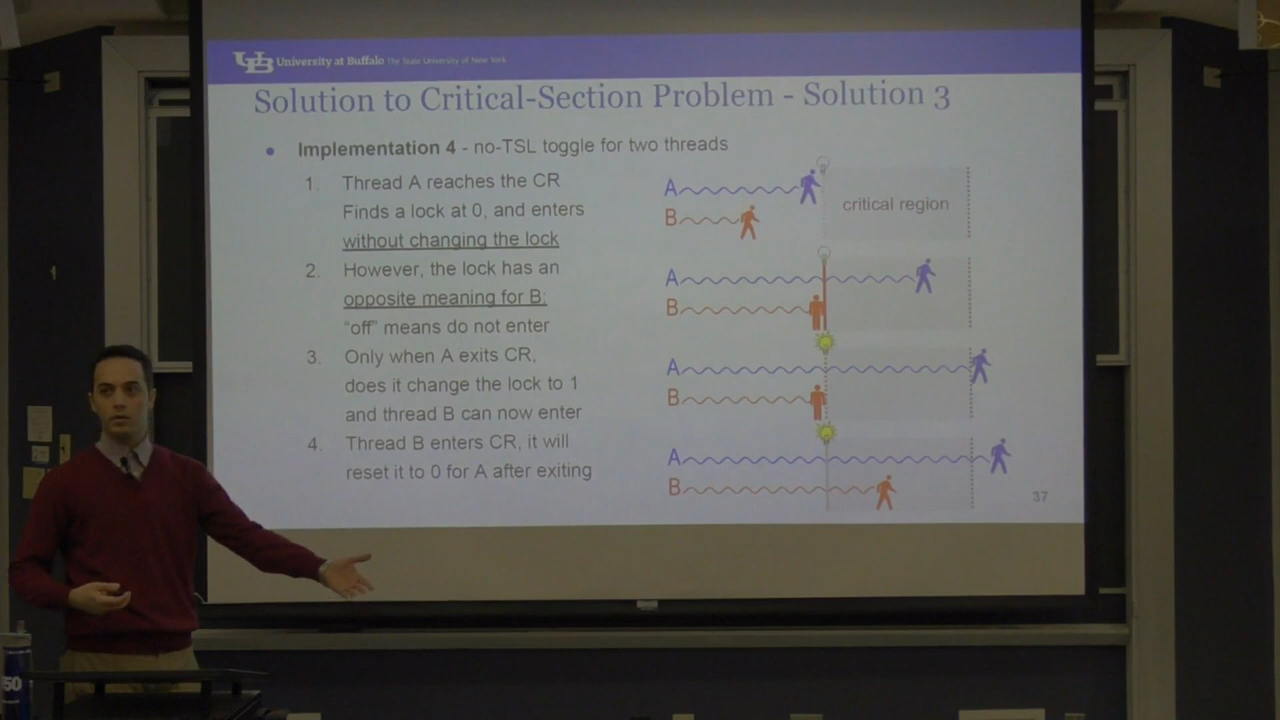 UB University at Buffalo The State University of New York
Solution to Critical-Section Problem - Solution 3
• Implementation 4 - no-TSL toggle for two threads
1. Thread A reaches the CR
Finds a lock at 0, and enters
without changing the lock
2. However, the lock has an
opposite meaning for B:
“off” means do not enter
3. Only when A exits CR,
does it change the lock to 1
and thread B can now enter
4. Thread B enters CR, it will
reset it to 0 for A after exiting
A
B
critical region
A
B
A
B
A
B
37
50